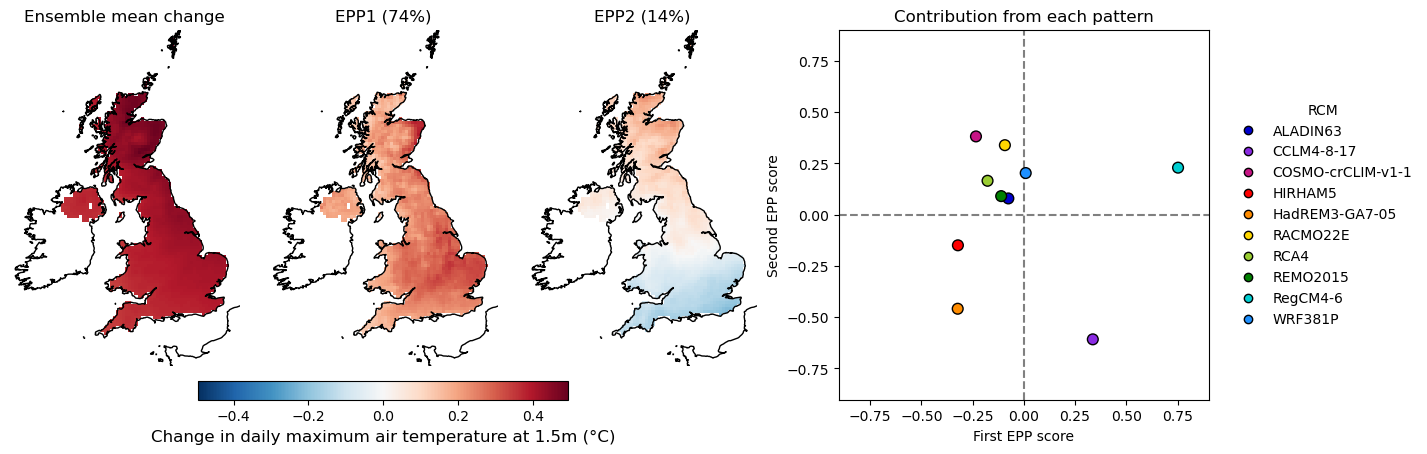 Ensemble mean change
EPP1 (74%)
EPP2 (14%)
Contribution from each pattern
−0.4
−0.2
0.0
0.2
0.4
Change in daily maximum air temperature at 1.5m (°C)
Second EPP score
0.75
0.50
0.25
0.00
−0.25
−0.50
−0.75
−0.75
−0.50
−0.25
0.00
0.25
0.50
0.75
First EPP score
RCM
ALADIN63
CCLM4-8-17
COSMO-crCLIM-v1-1
HIRHAM5
HadREM3-GA7-05
RACMO22E
RCA4
REMO2015
RegCM4-6
WRF381P